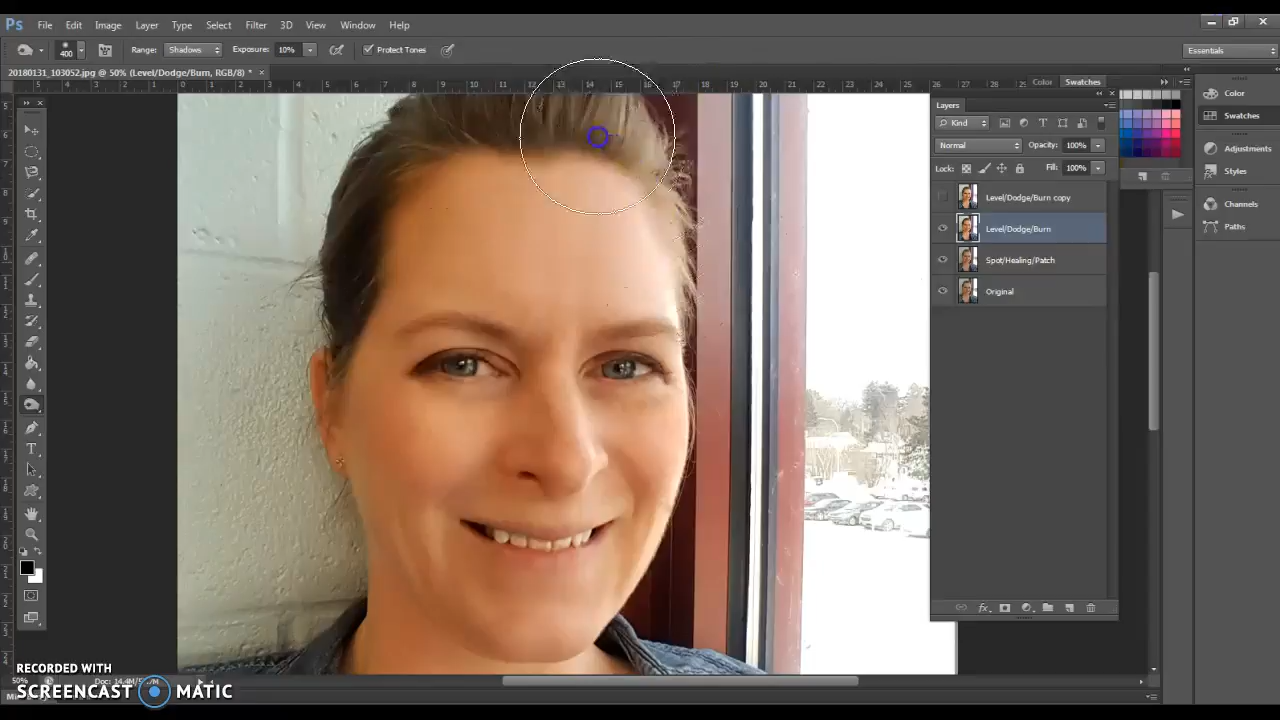 Ps File Edit Image Layer Type Select Filter 3D View Window Help
400 Range: Shadows Exposure: 10% Protect Tones Essentials
20180131_103052.jpg @ 50% (Level/Dodge/Burn, RGB/8) * ×
Color Swatches
Layers
Kind
Normal Opacity: 100%
Lock: Fill: 100%
Level/Dodge/Burn copy
Level/Dodge/Burn
Spot/Healing/Patch
Original
Color
Swatches
Adjustments
Styles
Channels
Paths
50%
RECORDED WITH
SCREENCAST MATIC